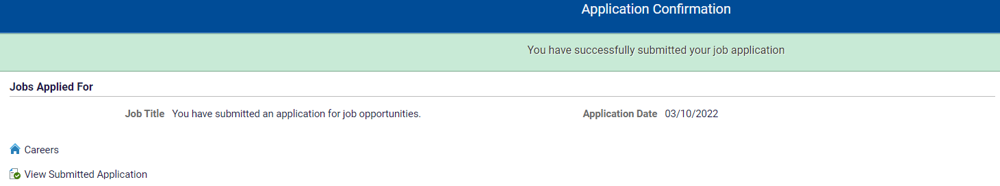 Application Confirmation
You have successfully submitted your job application
Jobs Applied For
Job Title You have submitted an application for job opportunities. Application Date 03/10/2022
Careers
View Submitted Application